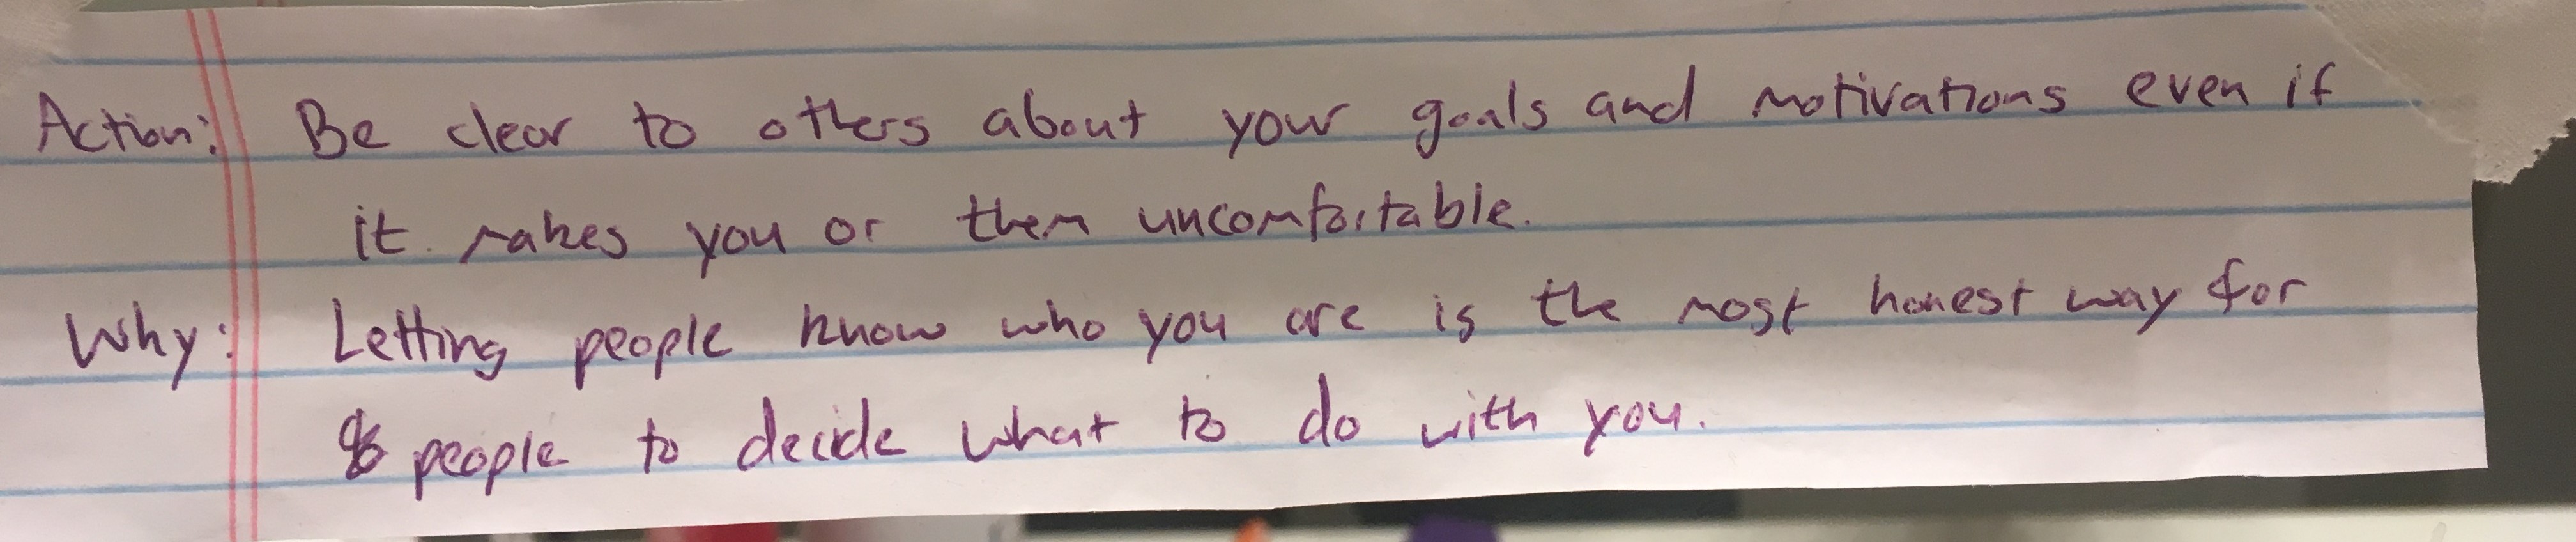 Action: Be clear to others about your goals and motivations even if
it makes you or them uncomfortable.
Why: Letting people know who you are is the most honest way for
people to decide what to do with you.